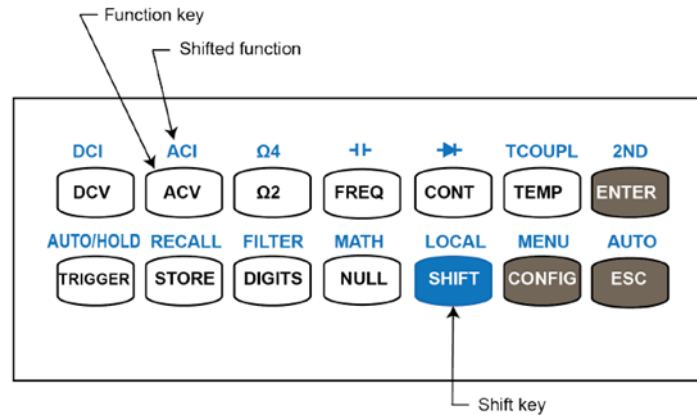 Function key
Shifted function
DCI ACI Ω4 TCOUPL 2ND
DCV ACV Ω2 FREQ CONT TEMP ENTER
AUTO/HOLD RECALL FILTER MATH LOCAL MENU AUTO
TRIGGER STORE DIGITS NULL SHIFT CONFIG ESC
Shift key